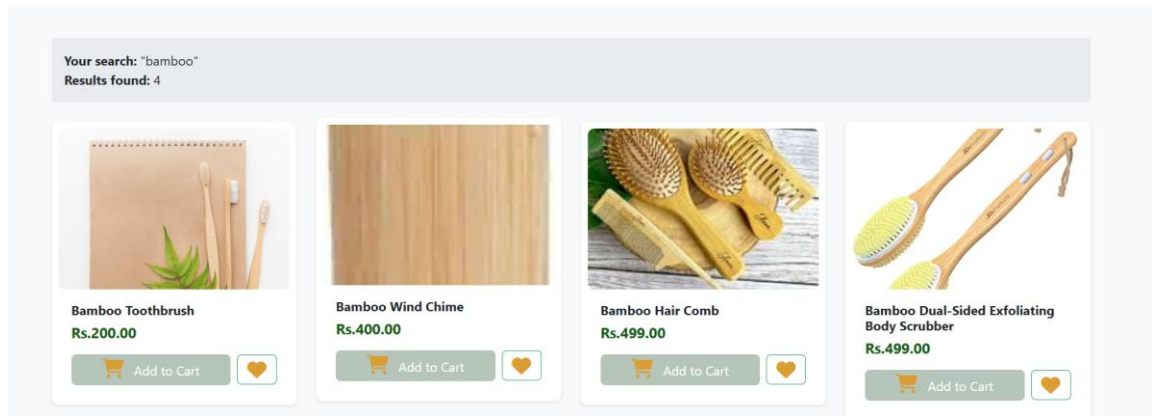 Your search: "bamboo"
Results found: 4
Bamboo Toothbrush
Rs.200.00
Add to Cart
Bamboo Wind Chime
Rs.400.00
Add to Cart
Bamboo Hair Comb
Rs.499.00
Add to Cart
Bamboo Dual-Sided Exfoliating
Body Scrubber
Rs.499.00
Add to Cart